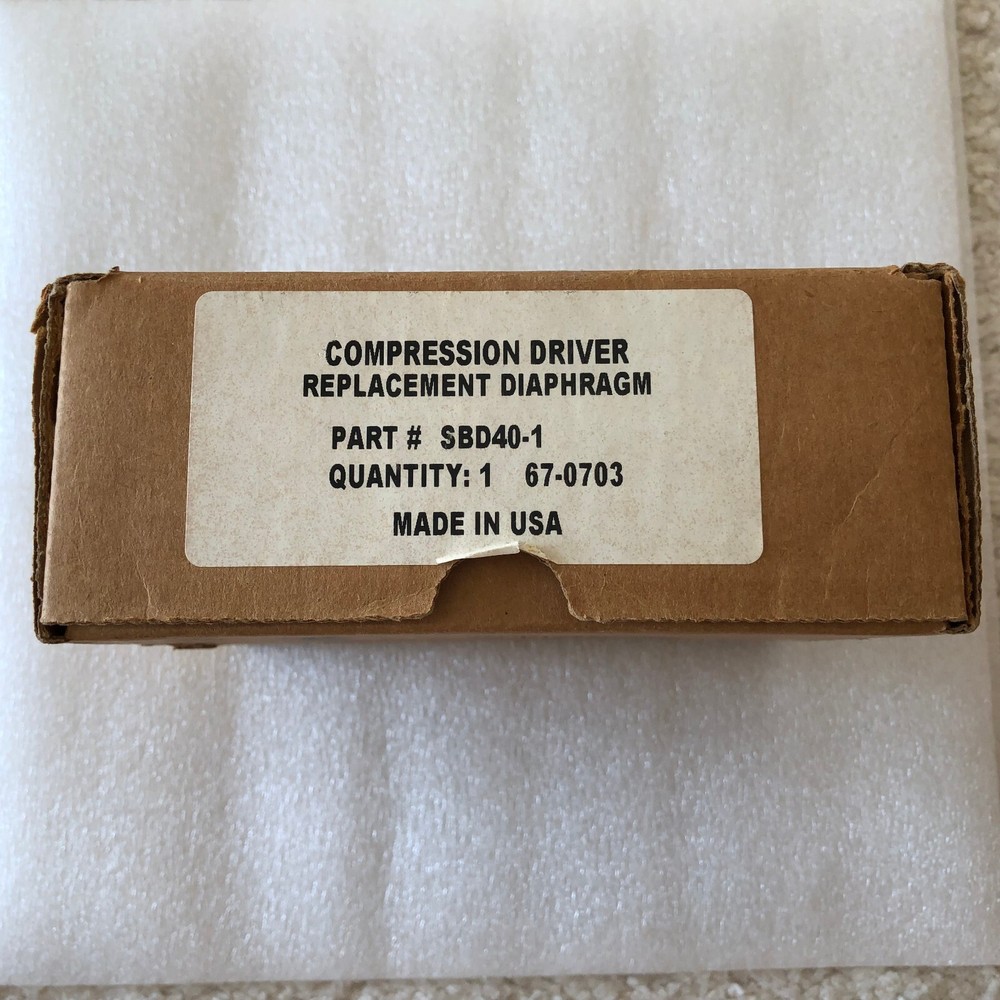 COMPRESSION DRIVER
REPLACEMENT DIAPHRAGM
PART # SBD40-1
QUANTITY: 1 67-0703
MADE IN USA